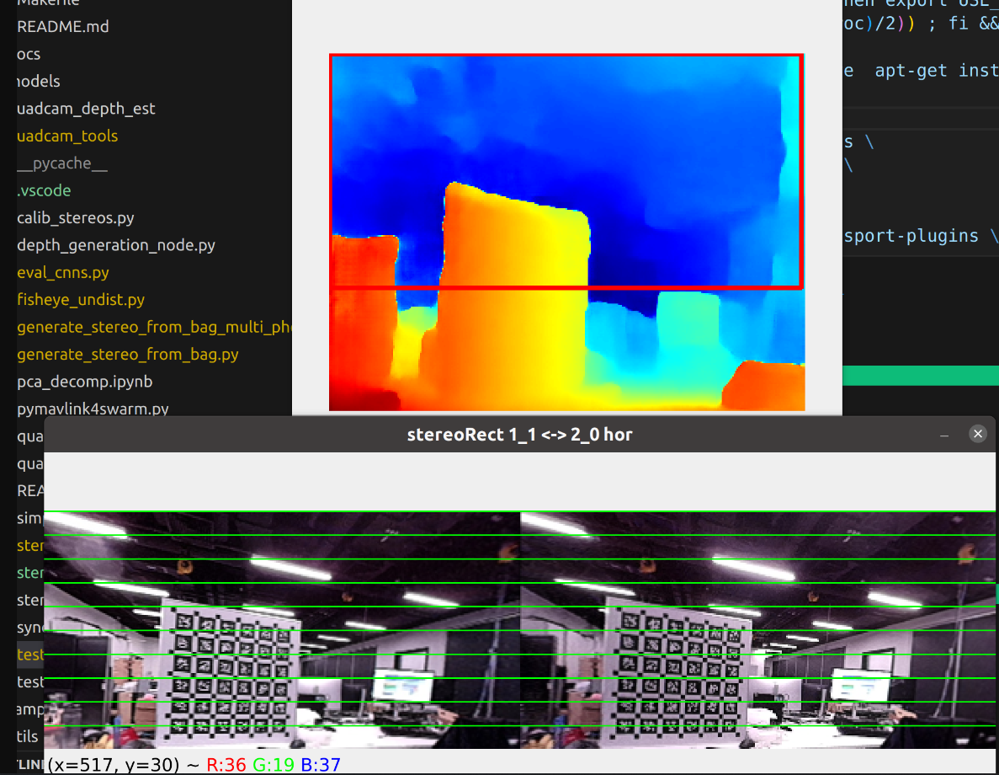 Makefile
README.md
ocs
nodels
uadcam_depth_est
uadcam_tools
__pycache__
.vscode
calib_stereos.py
depth_generation_node.py
eval_cnns.py
fisheye_undist.py
generate_stereo_from_bag_multi_ph
generate_stereo_from_bag.py
pca_decomp.ipynb
pymavlink4swarm.py
qua
qua
REA
sim
ster
ster
ster
sync
test
test
amp
tils
LIN
hen export USE_
oc)/2)) ; fi &&
e apt-get inst
s \
\
sport-plugins \
stereoRect 1_1 <-> 2_0 hor
(x=517, y=30) ~ R:36 G:19 B:37